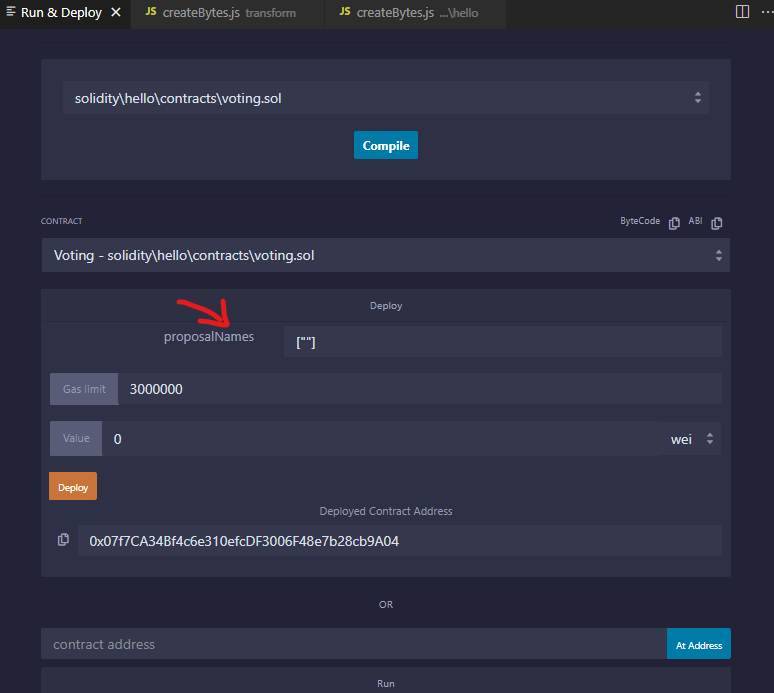 Run & Deploy
JS createBytes.js transform
JS createBytes.js ...\hello
solidity\hello\contracts\voting.sol
Compile
CONTRACT
ByteCode
ABI
Voting - solidity\hello\contracts\voting.sol
Deploy
proposalNames
[""]
Gas limit
3000000
Value
0
wei
Deploy
Deployed Contract Address
0x07f7CA34Bf4c6e310efcDF3006F48e7b28cb9A04
OR
contract address
At Address
Run